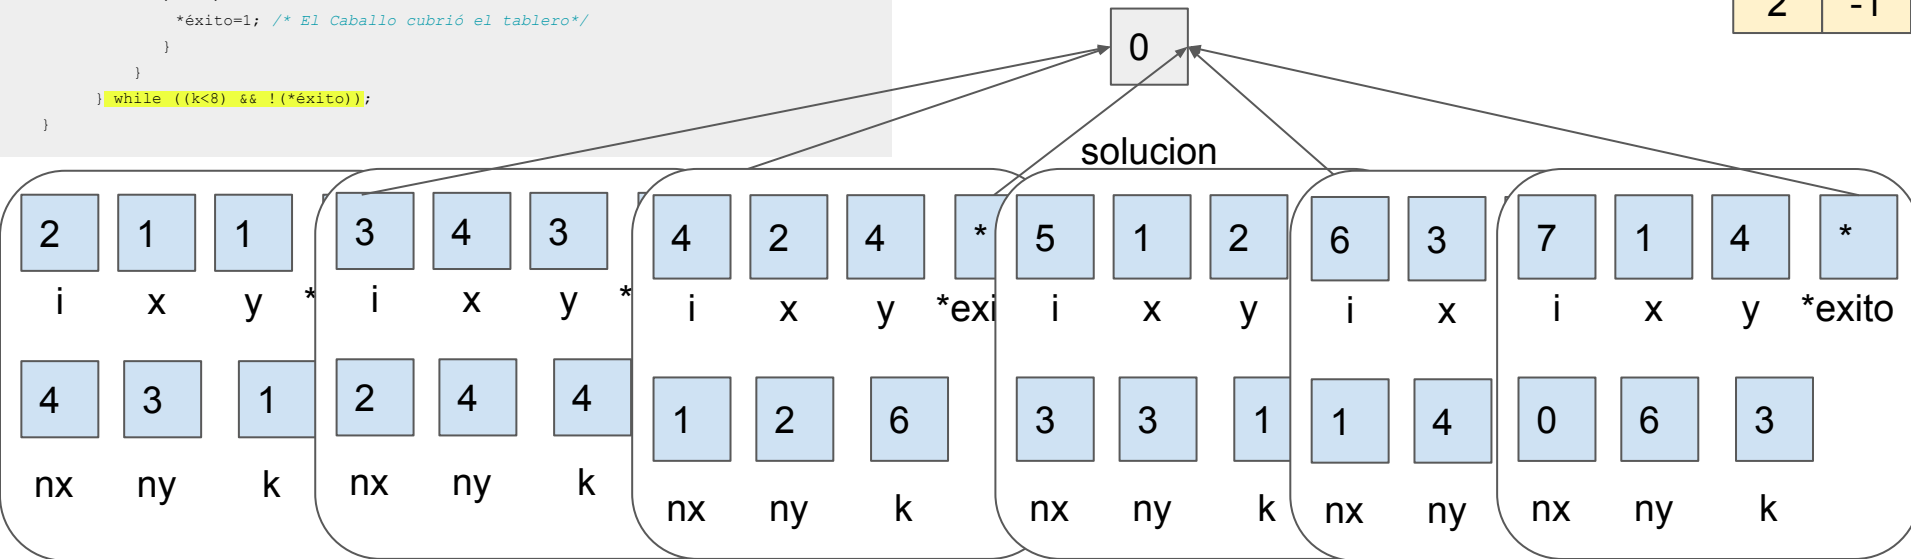 *éxito=1; /* El Caballo cubrió el tablero*/
}
}
} while ((k<8) && !(*éxito));
}
2 -1
0
solucion
2 1 1 3 4 3 4 2 4 * 5 1 2 6 3 7 1 4 *
i x y * i x y * i x y *exi i x y i x i x y *exito
4 3 1 2 4 4 1 2 6 3 3 1 1 4 0 6 3
nx ny k nx ny k nx ny k nx ny k nx ny nx ny k